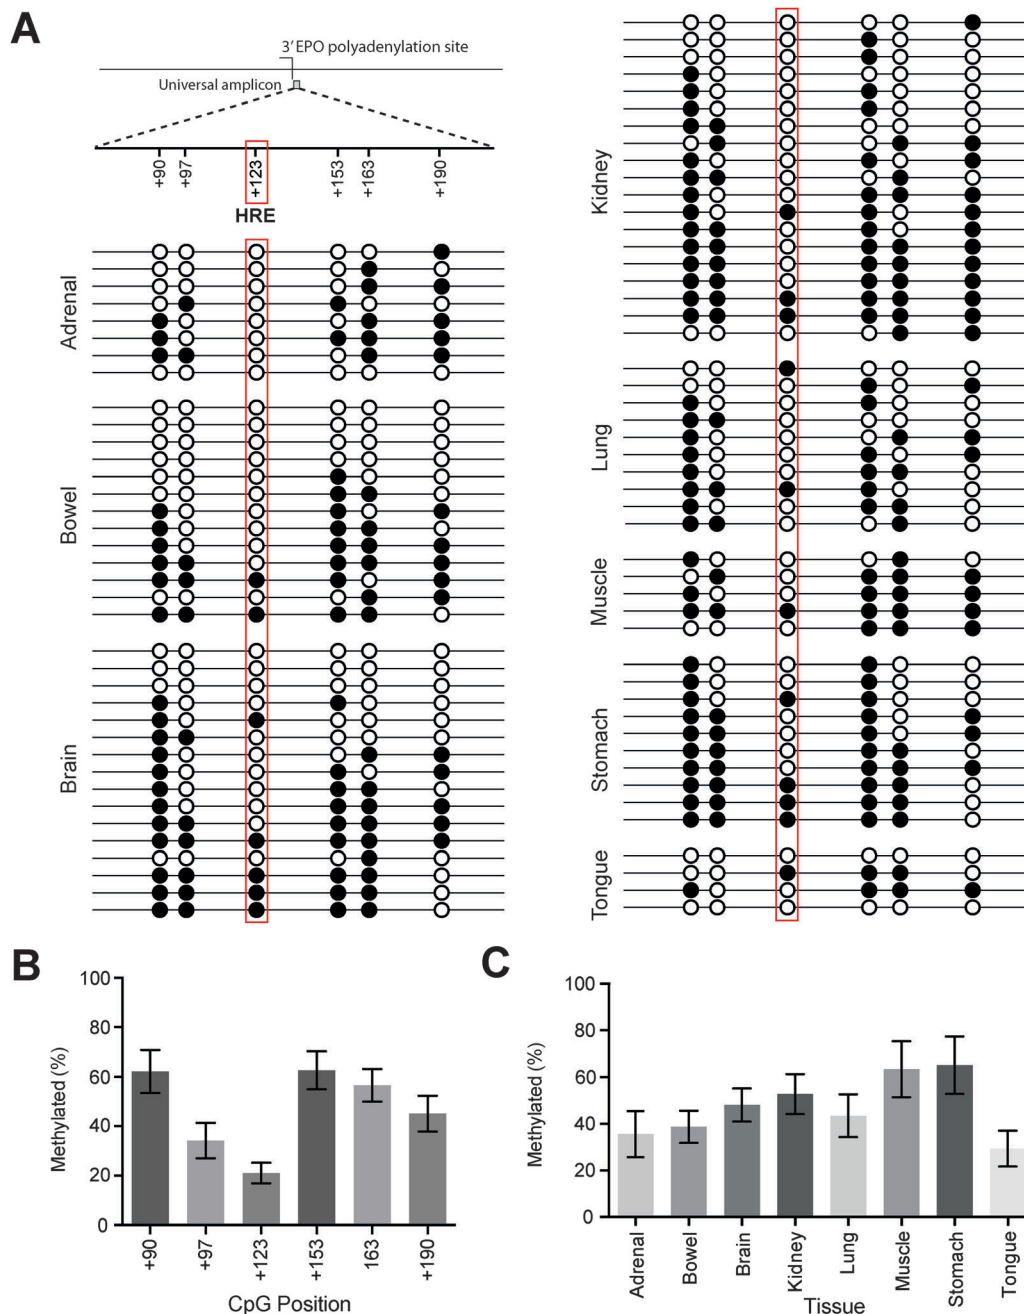 A
3' EPO polyadenylation site
Universal amplicon
+90
+97
+123
+153
+163
+190
HRE
Adrenal
Bowel
Brain
Kidney
Lung
Muscle
Stomach
Tongue
B
100
80
60
40
20
0
Methylated (%)
+90
+97
+123
+153
163
+190
CpG Position
C
100
80
60
40
20
0
Methylated (%)
Adrenal
Bowel
Brain
Kidney
Lung
Muscle
Stomach
Tongue
Tissue